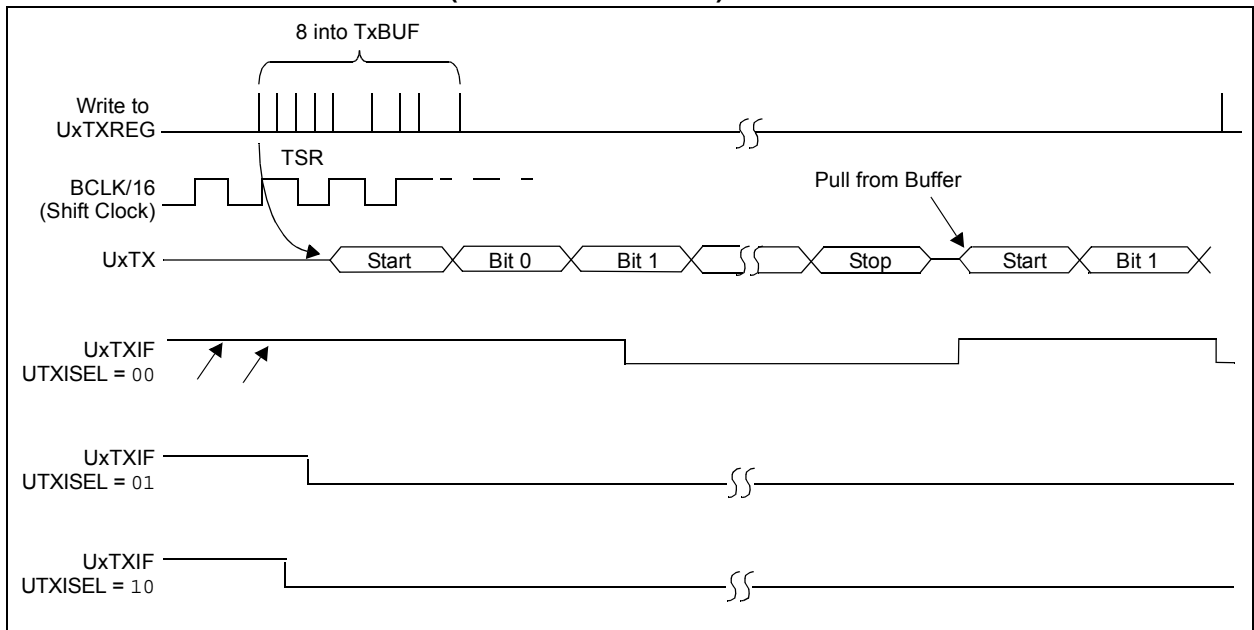 8 into TxBUF
Write to
UxTXREG
TSR
BCLK/16
(Shift Clock)
Pull from Buffer
UxTX
Start
Bit 0
Bit 1
Stop
Start
Bit 1
UxTXIF
UTXISEL = 00
UxTXIF
UTXISEL = 01
UxTXIF
UTXISEL = 10